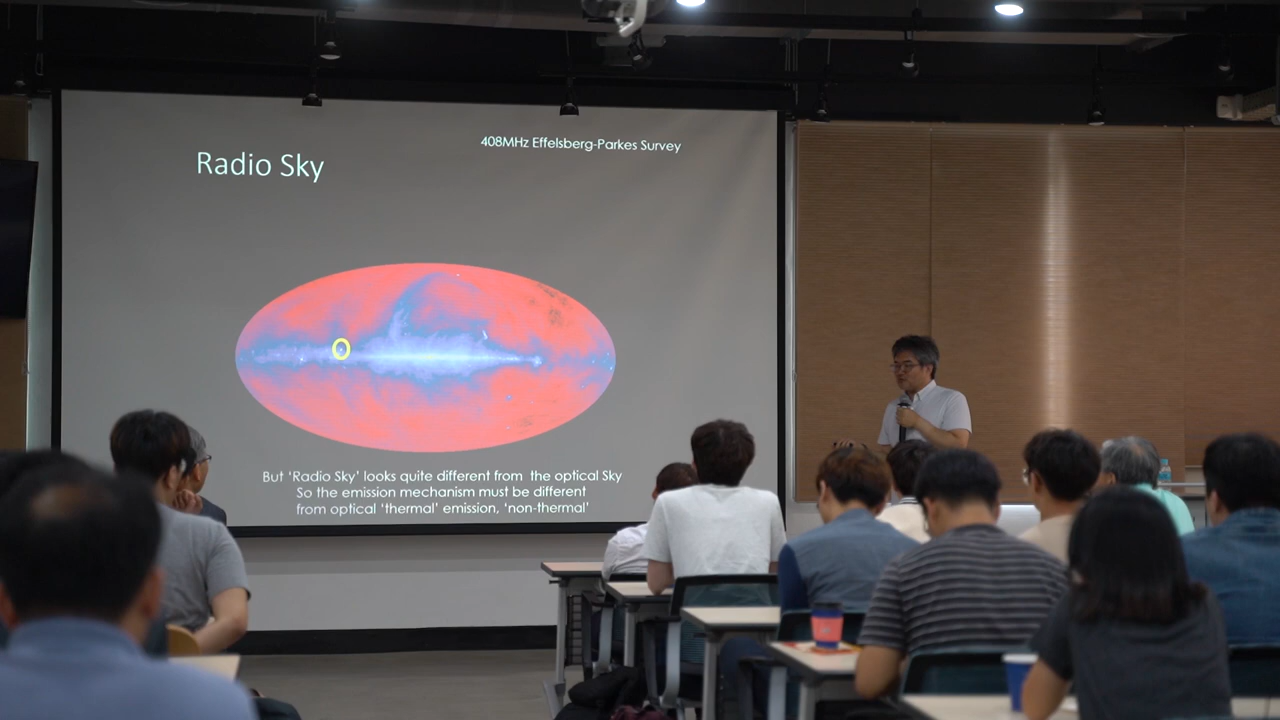 408MHz Effelsberg-Parkes Survey
Radio Sky
But ‘Radio Sky’ looks quite different from the optical Sky
So the emission mechanism must be different
from optical ‘thermal’ emission, ‘non-thermal’